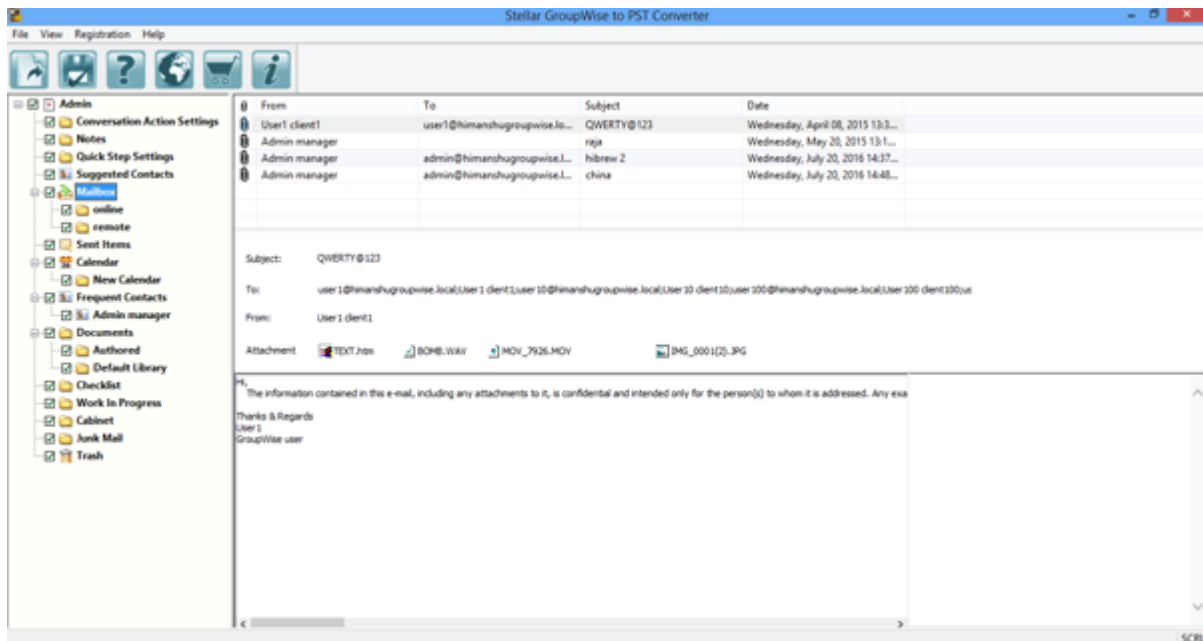 Stellar GroupWise to PST Converter
File View Registration Help
Admin
Conversation Action Settings
Notes
Quick Step Settings
Suggested Contacts
Mailbox
online
remote
Sent Items
Calendar
New Calendar
Frequent Contacts
Admin manager
Documents
Authored
Default Library
Checklist
Work In Progress
Cabinet
Junk Mail
Trash
From To Subject Date
User1 client1 user1@himanshugroupwise.lo... QWERTY@123 Wednesday, April 08, 2015 13:3...
Admin manager raja Wednesday, May 20, 2015 13:1...
Admin manager admin@himanshugroupwise.l... hibrew 2 Wednesday, July 20, 2016 14:37...
Admin manager admin@himanshugroupwise.l... china Wednesday, July 20, 2016 14:48...
Subject: QWERTY@123
To: user1@himanshugroupwise.local;User1 client1;user10@himanshugroupwise.local;User10 client10;user100@himanshugroupwise.local;User100 client100;us
From: User1 client1
Attachment TEXT.htm BOMB.WAV MOV_7926.MOV IMG_0001(2).JPG
Hi,
The information contained in this e-mail, including any attachments to it, is confidential and intended only for the person(s) to whom it is addressed. Any exa
Thanks & Regards
User1
GroupWise user
SCR